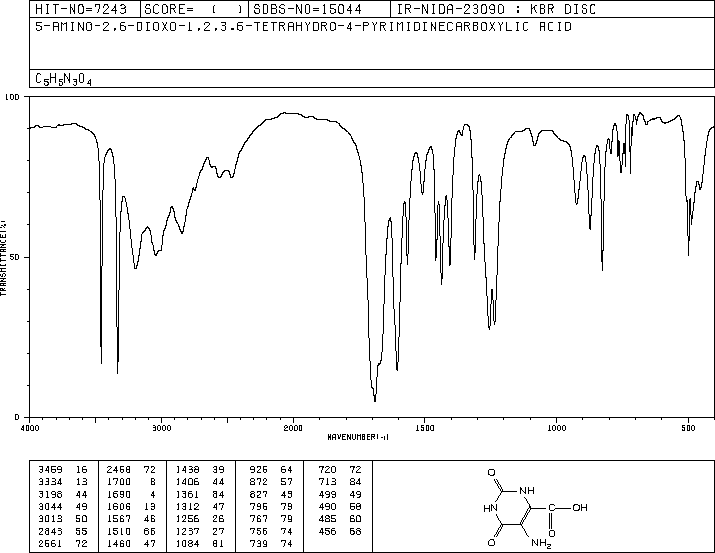 HIT-NO=7243 SCORE= ( ) SDBS-NO=15044 IR-NIDA-23090 : KBR DISC
5-AMINO-2,6-DIOXO-1,2,3,6-TETRAHYDRO-4-PYRIMIDINECARBOXYLIC ACID
C5H5N3O4
100
50
0
TRANSMITTANCE(%)
4000 3000 2000 1500 1000 500
WAVENUMBER(-1)
3459 16 2458 72 1438 39 926 64 720 72
3334 13 1700 8 1406 44 872 57 713 84
3198 44 1690 4 1361 84 827 43 499 49
3044 49 1606 13 1312 47 796 79 490 58
3013 50 1567 46 1256 26 767 79 485 60
2843 55 1510 66 1237 27 756 74 456 68
2561 72 1460 47 1084 81 739 74
O
NH
HN
OH
O
NH2
O